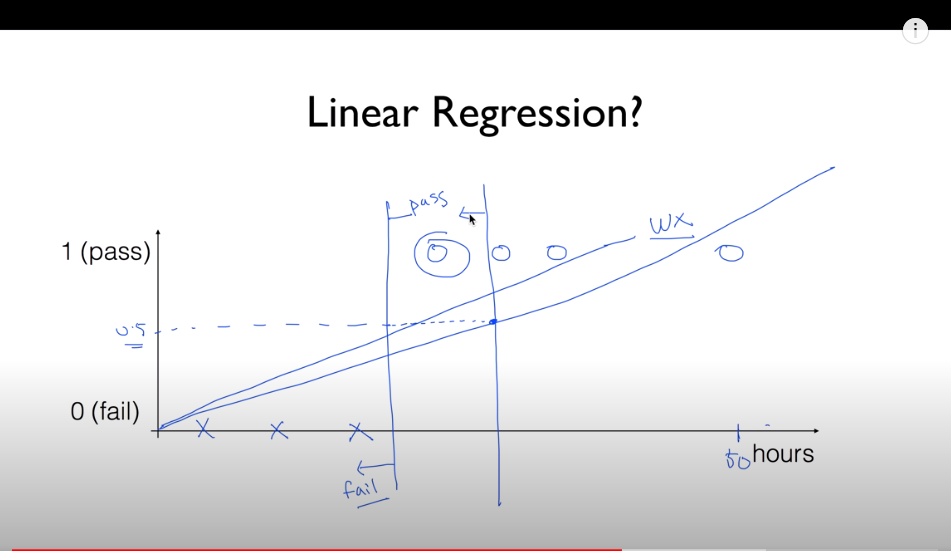 Linear Regression?
pass
WX
1 (pass)
0.5
0 (fail)
50
hours
fail